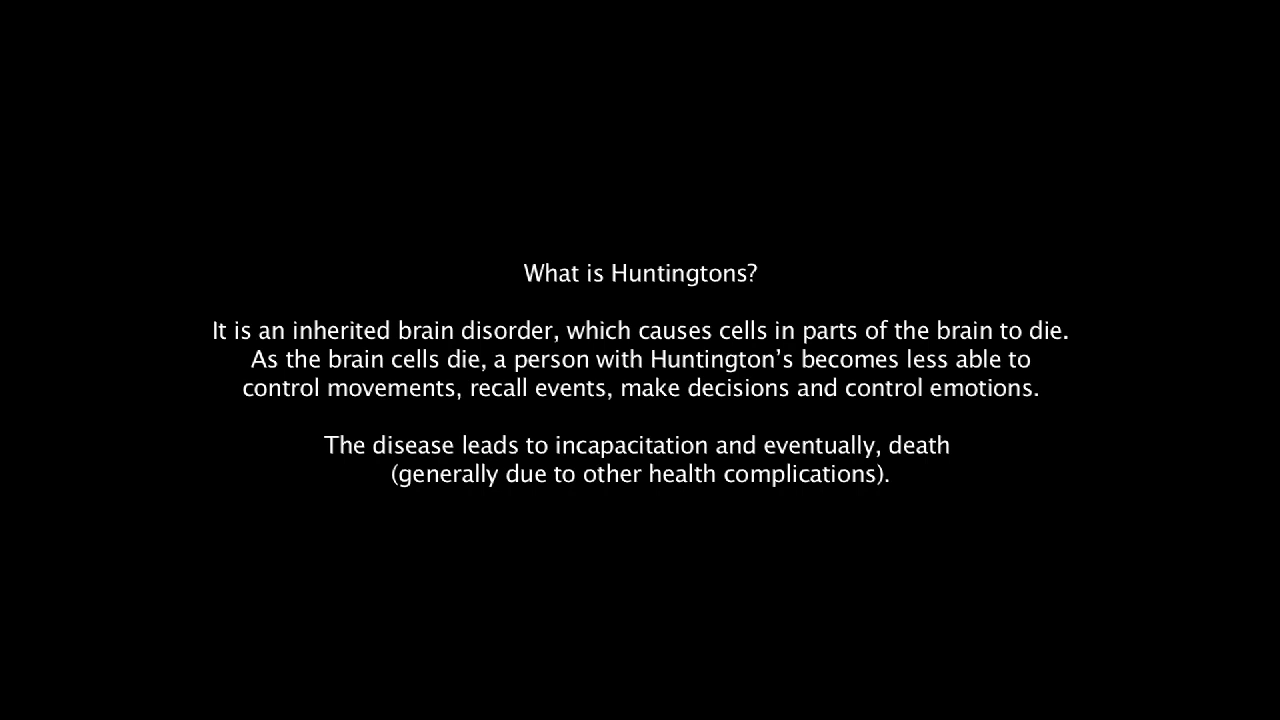 What is Huntingtons?
It is an inherited brain disorder, which causes cells in parts of the brain to die.
As the brain cells die, a person with Huntington’s becomes less able to
control movements, recall events, make decisions and control emotions.
The disease leads to incapacitation and eventually, death
(generally due to other health complications).